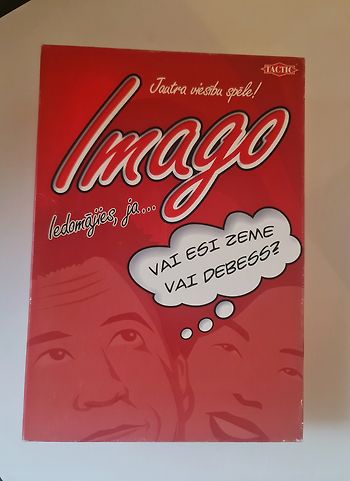 TACTIC
Jautra viesību spēle!
Imago
Iedomājies, ja...
VAI ESI ZEME
VAI DEBESS?